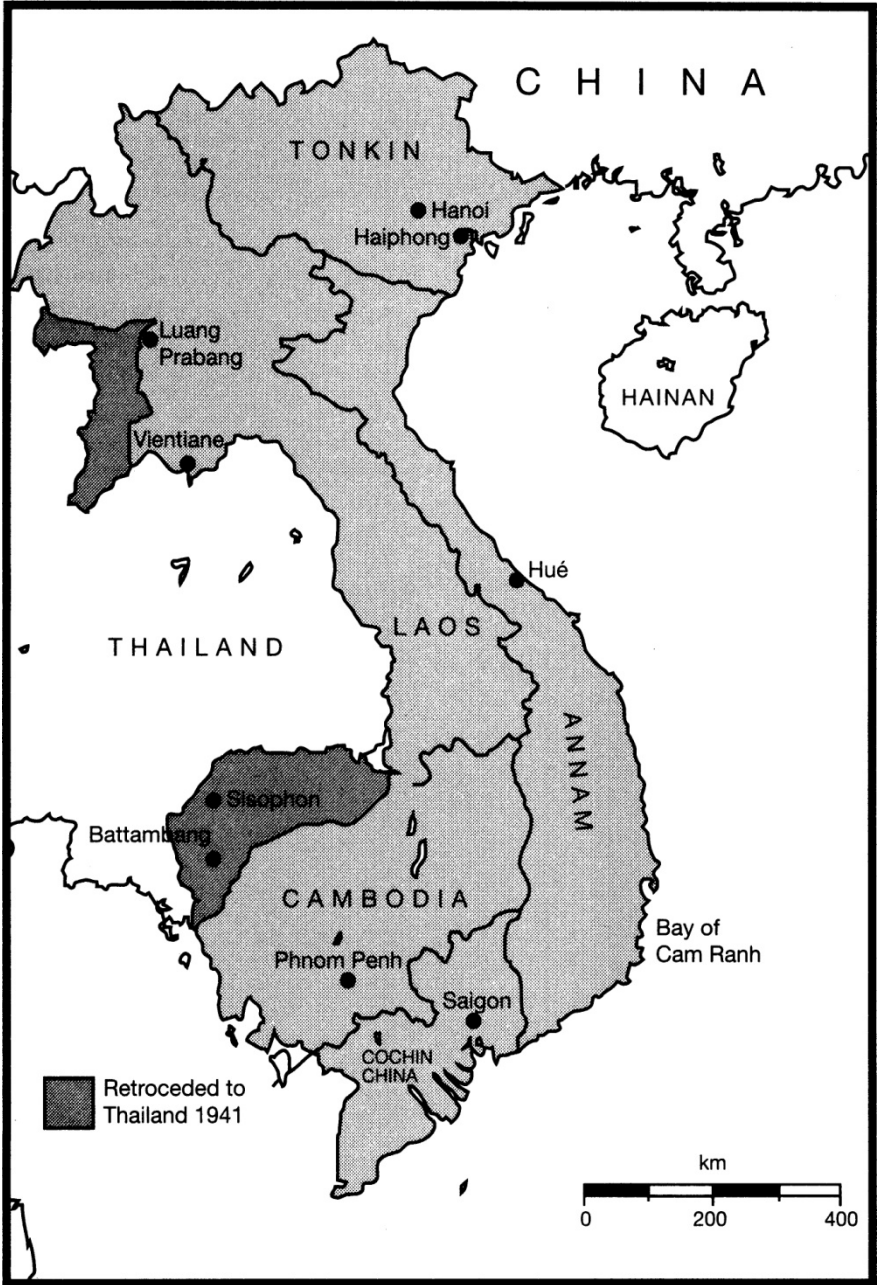 CHINA
TONKIN
Hanoi
Haiphong
Luang
Prabang
HAINAN
Vientiane
Hué
LAOS
THAILAND
ANNAM
Sisophon
Battambang
CAMBODIA
Bay of
Cam Ranh
Phnom Penh
Saigon
COCHIN
CHINA
Retroceded to
Thailand 1941
km
0 200 400